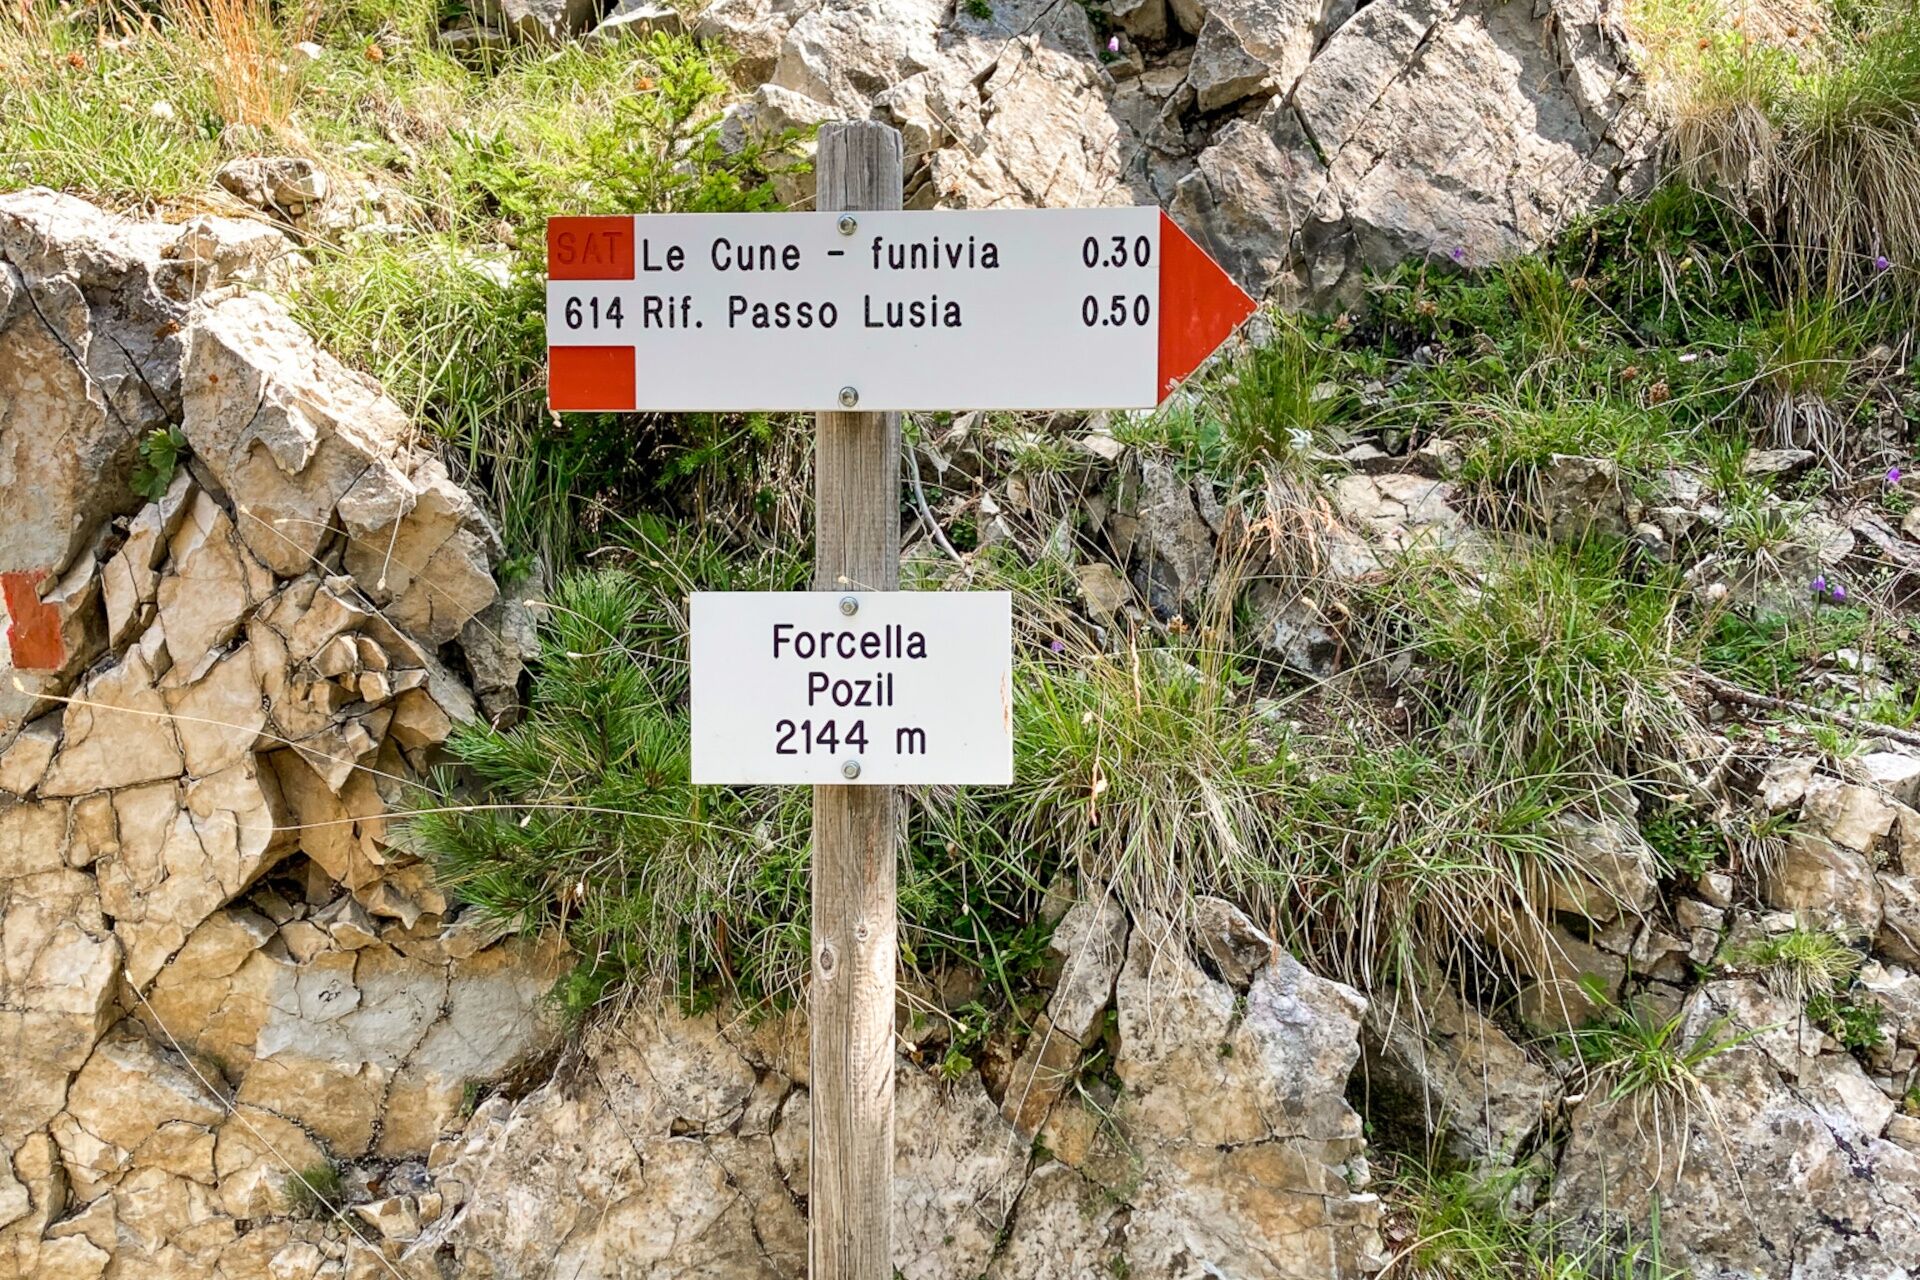 SAT Le Cune - funivia 0.30
614 Rif. Passo Lusia 0.50
Forcella
Pozil
2144 m